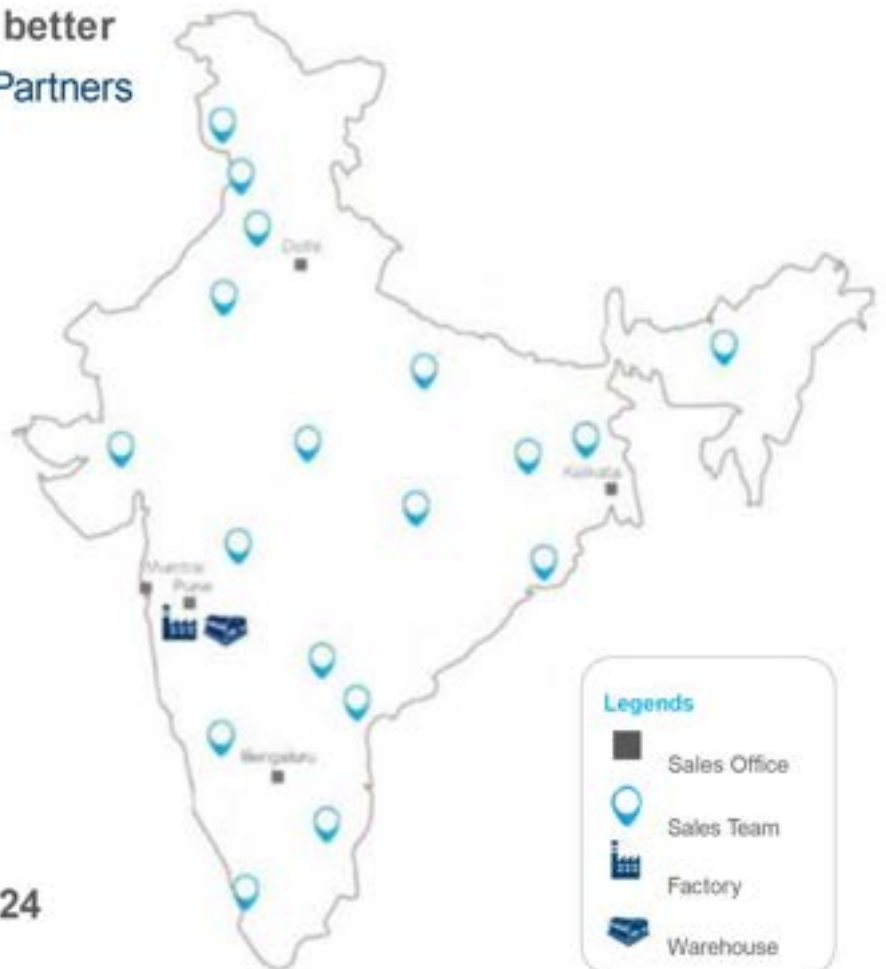 better
Partners
Delhi
Kolkata
Mumbai
Pune
Bengaluru
Legends
Sales Office
Sales Team
Factory
Warehouse
24